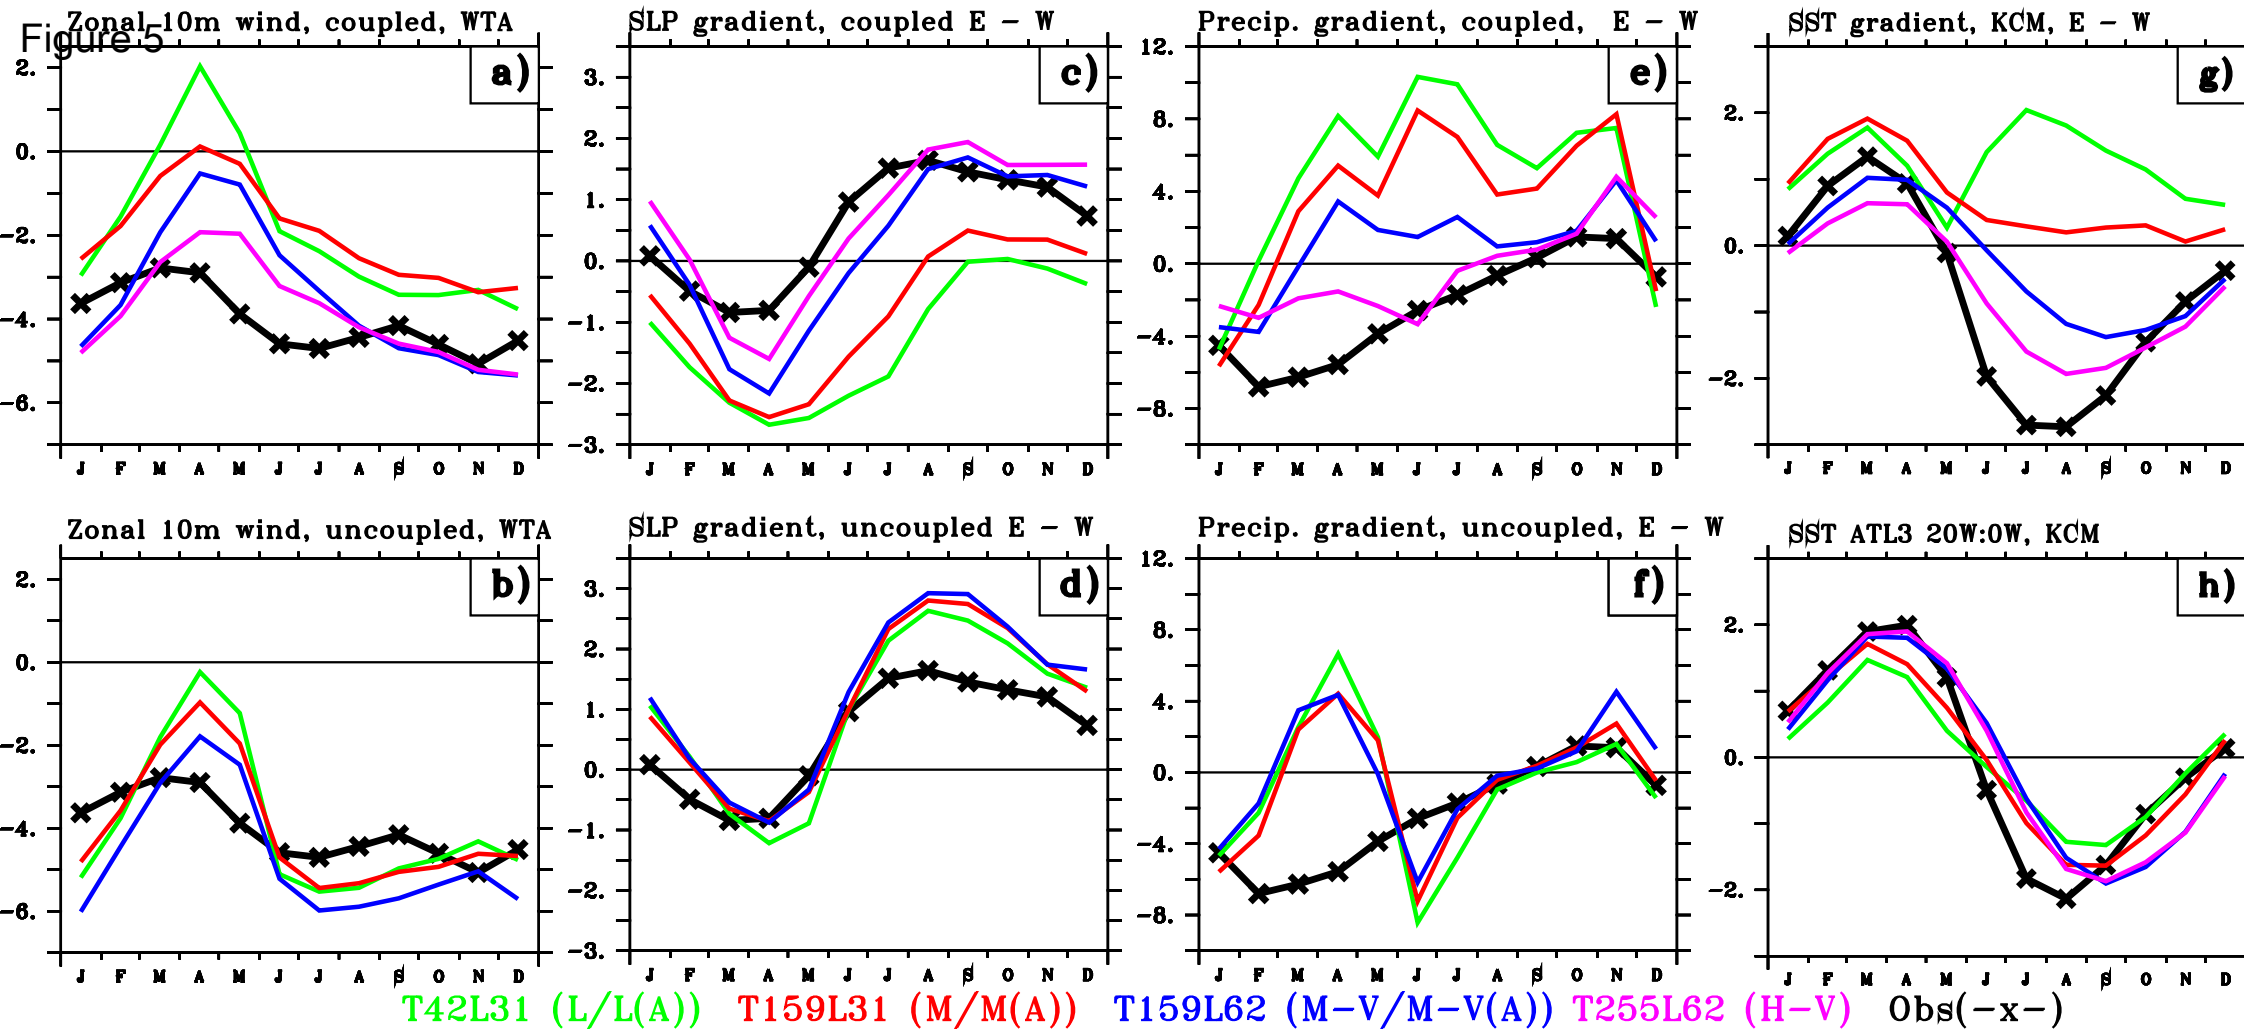 Figure 5
Zonal 10m wind, coupled, WTA
a)
2.
0.
-2.
-4.
-6.
J F M A M J J A S O N D
SLP gradient, coupled E - W
c)
3.
2.
1.
0.
-1.
-2.
-3.
J F M A M J J A S O N D
Precip. gradient, coupled, E - W
e)
12.
8.
4.
0.
-4.
-8.
J F M A M J J A S O N D
SST gradient, KCM, E - W
g)
2.
0.
-2.
J F M A M J J A S O N D
Zonal 10m wind, uncoupled, WTA
b)
2.
0.
-2.
-4.
-6.
J F M A M J J A S O N D
SLP gradient, uncoupled E - W
d)
3.
2.
1.
0.
-1.
-2.
-3.
J F M A M J J A S O N D
Precip. gradient, uncoupled, E - W
f)
12.
8.
4.
0.
-4.
-8.
J F M A M J J A S O N D
SST ATL3 20W:0W, KCM
h)
2.
0.
-2.
J F M A M J J A S O N D
T42L31 (L/L(A)) T159L31 (M/M(A)) T159L62 (M-V/M-V(A)) T255L62 (H-V) Obs(-x-)